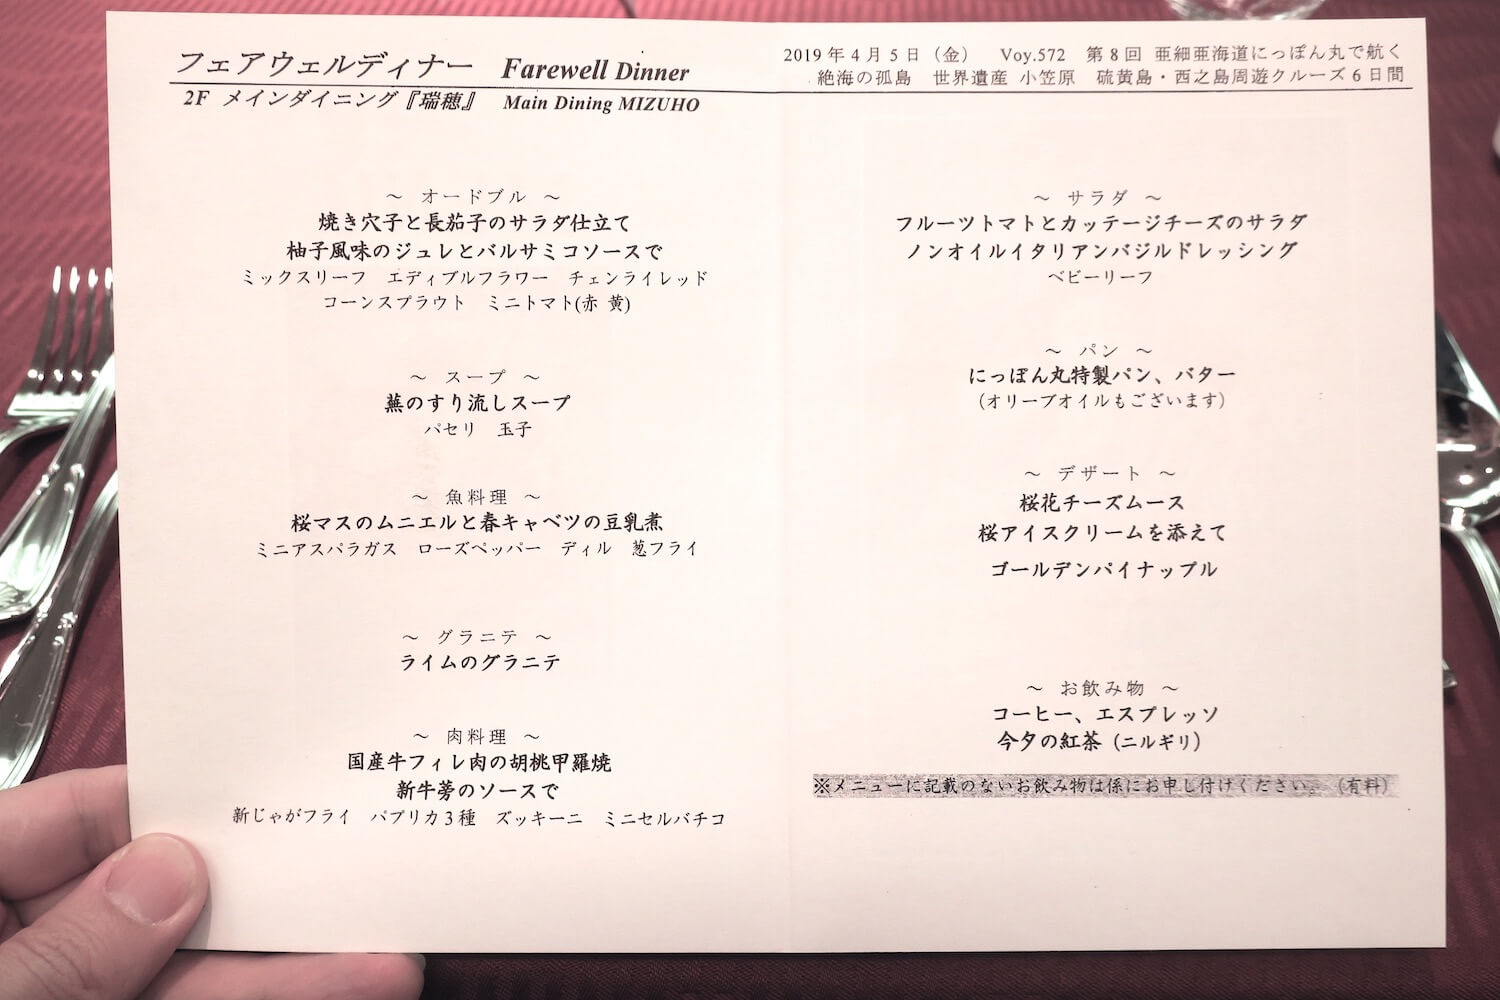 フェアウェルディナー Farewell Dinner
2F メインダイニング『瑞穂』 Main Dining MIZUHO
2019年4月5日（金） Voy.572 第8回 亜細亜海道にっぽん丸で航く
絶海の孤島 世界遺産 小笠原 硫黄島・西之島周遊クルーズ6日間
～ オードブル ～
焼き穴子と長茄子のサラダ仕立て
柚子風味のジュレとバルサミコソースで
ミックスリーフ エディブルフラワー チェンライレッド
コーンスプラウト ミニトマト(赤 黄)
～ スープ ～
蕪のすり流しスープ
パセリ 玉子
～ 魚料理 ～
桜マスのムニエルと春キャベツの豆乳煮
ミニアスパラガス ローズペッパー ディル 葱フライ
～ グラニテ ～
ライムのグラニテ
～ 肉料理 ～
国産牛フィレ肉の胡桃甲羅焼
新牛蒡のソースで
新じゃがフライ パプリカ3種 ズッキーニ ミニセルバチコ
～ サラダ ～
フルーツトマトとカッテージチーズのサラダ
ノンオイルイタリアンバジルドレッシング
ベビーリーフ
～ パン ～
にっぽん丸特製パン、バター
（オリーブオイルもございます）
～ デザート ～
桜花チーズムース
桜アイスクリームを添えて
ゴールデンパイナップル
～ お飲み物 ～
コーヒー、エスプレッソ
今夕の紅茶（ニルギリ）
※メニューに記載のないお飲み物は係にお申し付けください。（有料）